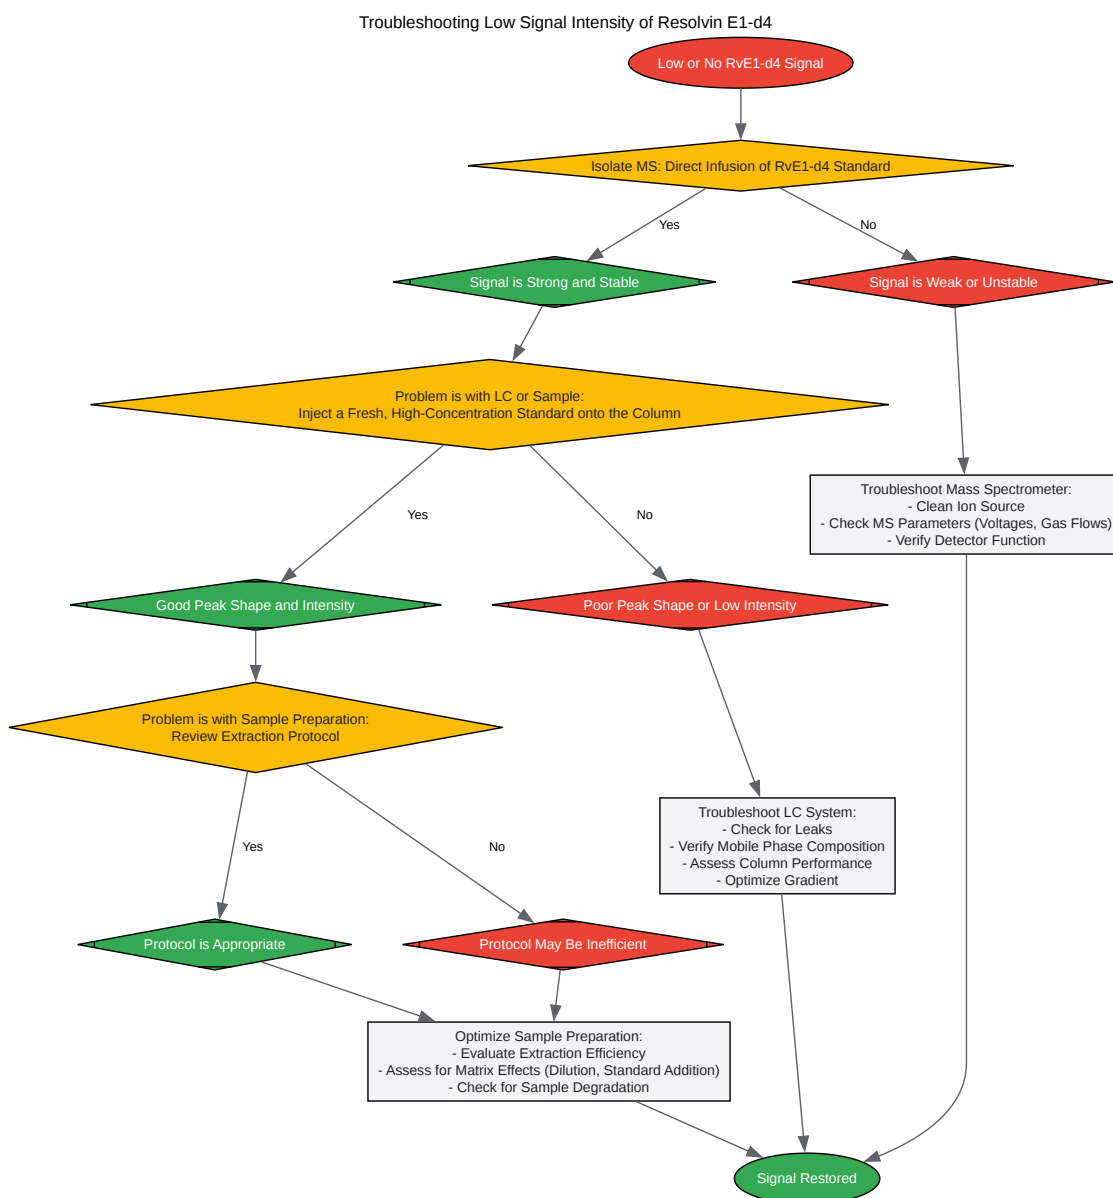 Troubleshooting Low Signal Intensity of Resolvin E1-d4
Low or No RvE1-d4 Signal
Isolate MS: Direct Infusion of RvE1-d4 Standard
Yes
No
Signal is Strong and Stable
Signal is Weak or Unstable
Problem is with LC or Sample:
Inject a Fresh, High-Concentration Standard onto the Column
Yes
No
Troubleshoot Mass Spectrometer:
- Clean Ion Source
- Check MS Parameters (Voltages, Gas Flows)
- Verify Detector Function
Good Peak Shape and Intensity
Poor Peak Shape or Low Intensity
Problem is with Sample Preparation:
Review Extraction Protocol
Yes
No
Troubleshoot LC System:
- Check for Leaks
- Verify Mobile Phase Composition
- Assess Column Performance
- Optimize Gradient
Protocol is Appropriate
Protocol May Be Inefficient
Optimize Sample Preparation:
- Evaluate Extraction Efficiency
- Assess for Matrix Effects (Dilution, Standard Addition)
- Check for Sample Degradation
Signal Restored